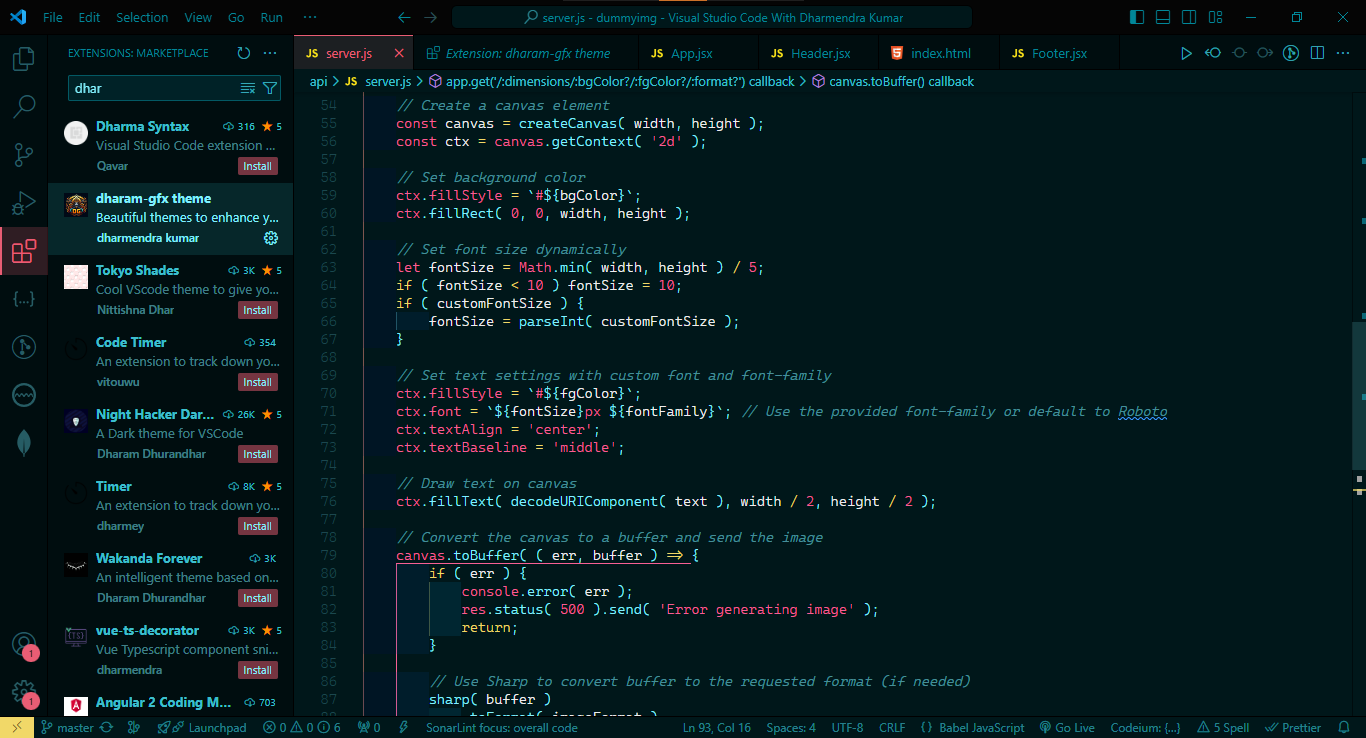 File Edit Selection View Go Run ··· server.js - dummyimg - Visual Studio Code With Dharmendra Kumar
EXTENSIONS: MARKETPLACE
dhar
Dharma Syntax 316 5
Visual Studio Code extension ...
Qavar Install
dharam-gfx theme
Beautiful themes to enhance y...
dharmendra kumar
Tokyo Shades 3K 5
Cool VScode theme to give yo...
Nittishna Dhar Install
Code Timer 354
An extension to track down yo...
vitouwu Install
Night Hacker Dar... 26K 5
A Dark theme for VSCode
Dharam Dhurandhar Install
Timer 8K 5
An extension to track down yo...
dharmey Install
Wakanda Forever 3K
An intelligent theme based on...
Dharam Dhurandhar Install
vue-ts-decorator 3K 5
Vue Typescript component sni...
dharmendra Install
Angular 2 Coding M... 703
JS server.js Extension: dharam-gfx theme JS App.jsx JS Header.jsx index.html JS Footer.jsx
api > JS server.js > app.get('/:dimensions/:bgColor?/:fgColor?/:format?') callback > canvas.toBuffer() callback
54 // Create a canvas element
55 const canvas = createCanvas( width, height );
56 const ctx = canvas.getContext( '2d' );
57
58 // Set background color
59 ctx.fillStyle = `#${bgColor}`;
60 ctx.fillRect( 0, 0, width, height );
61
62 // Set font size dynamically
63 let fontSize = Math.min( width, height ) / 5;
64 if ( fontSize < 10 ) fontSize = 10;
65 if ( customFontSize ) {
66 fontSize = parseInt( customFontSize );
67 }
68
69 // Set text settings with custom font and font-family
70 ctx.fillStyle = `#${fgColor}`;
71 ctx.font = `${fontSize}px ${fontFamily}`; // Use the provided font-family or default to Roboto
72 ctx.textAlign = 'center';
73 ctx.textBaseline = 'middle';
74
75 // Draw text on canvas
76 ctx.fillText( decodeURIComponent( text ), width / 2, height / 2 );
77
78 // Convert the canvas to a buffer and send the image
79 canvas.toBuffer( ( err, buffer ) => {
80 if ( err ) {
81 console.error( err );
82 res.status( 500 ).send( 'Error generating image' );
83 return;
84 }
85
86 // Use Sharp to convert buffer to the requested format (if needed)
87 sharp( buffer )
1
1
master Launchpad 0 0 6 0 SonarLint focus: overall code Ln 93, Col 16 Spaces: 4 UTF-8 CRLF {} Babel JavaScript Go Live Codeium: {...} 5 Spell Prettier